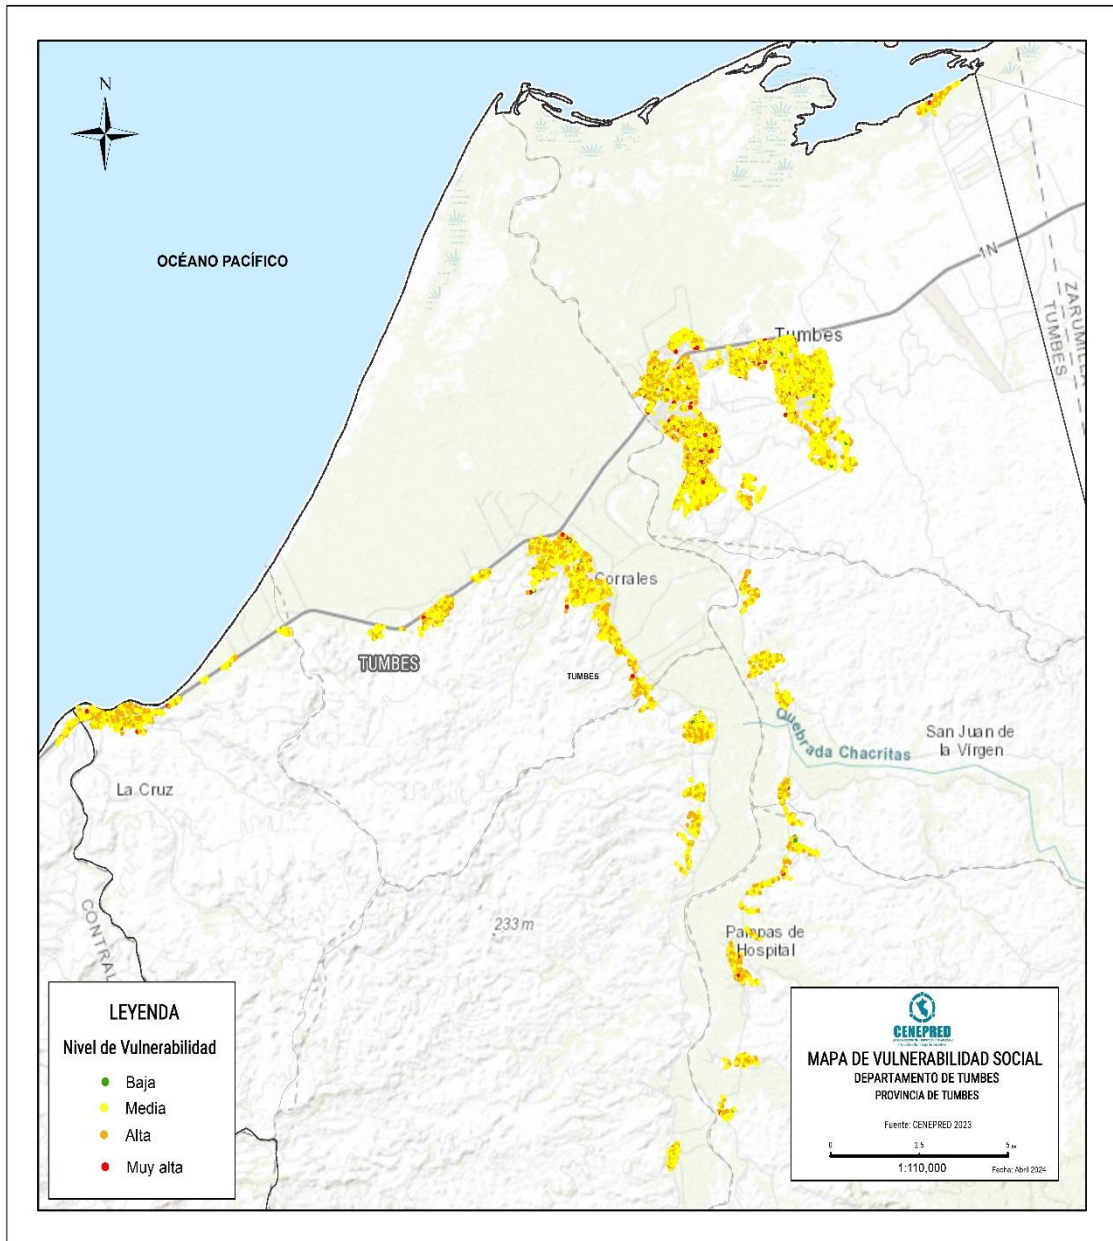 N
OCÉANO PACÍFICO
1N
ZARUMILLA
TUMBES
Tumbes
Corrales
TUMBES
TUMBES
Quebrada Chacritas
San Juan de
la Virgen
La Cruz
CONTRAL
233 m
Pampas de
Hospital
LEYENDA
Nivel de Vulnerabilidad
Baja
Media
Alta
Muy alta
CENEPRED
MAPA DE VULNERABILIDAD SOCIAL
DEPARTAMENTO DE TUMBES
PROVINCIA DE TUMBES
Fuente: CENEPRED 2023
0 2.5 5
1:110,000
Fecha: Abril 2024